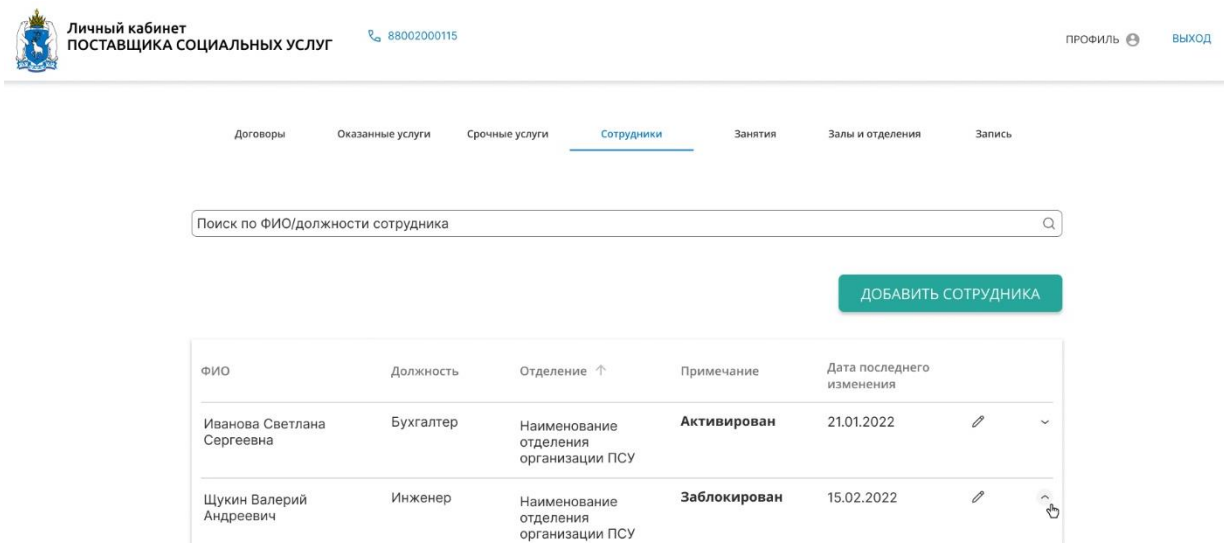 Личный кабинет
ПОСТАВЩИКА СОЦИАЛЬНЫХ УСЛУГ
88002000115
ПРОФИЛЬ
ВЫХОД
Договоры
Оказанные услуги
Срочные услуги
Сотрудники
Занятия
Залы и отделения
Запись
Поиск по ФИО/должности сотрудника
ДОБАВИТЬ СОТРУДНИКА
ФИО
Должность
Отделение
Примечание
Дата последнего
изменения
Иванова Светлана
Сергеевна
Бухгалтер
Наименование
отделения
организации ПСУ
Активирован
21.01.2022
Щукин Валерий
Андреевич
Инженер
Наименование
отделения
организации ПСУ
Заблокирован
15.02.2022